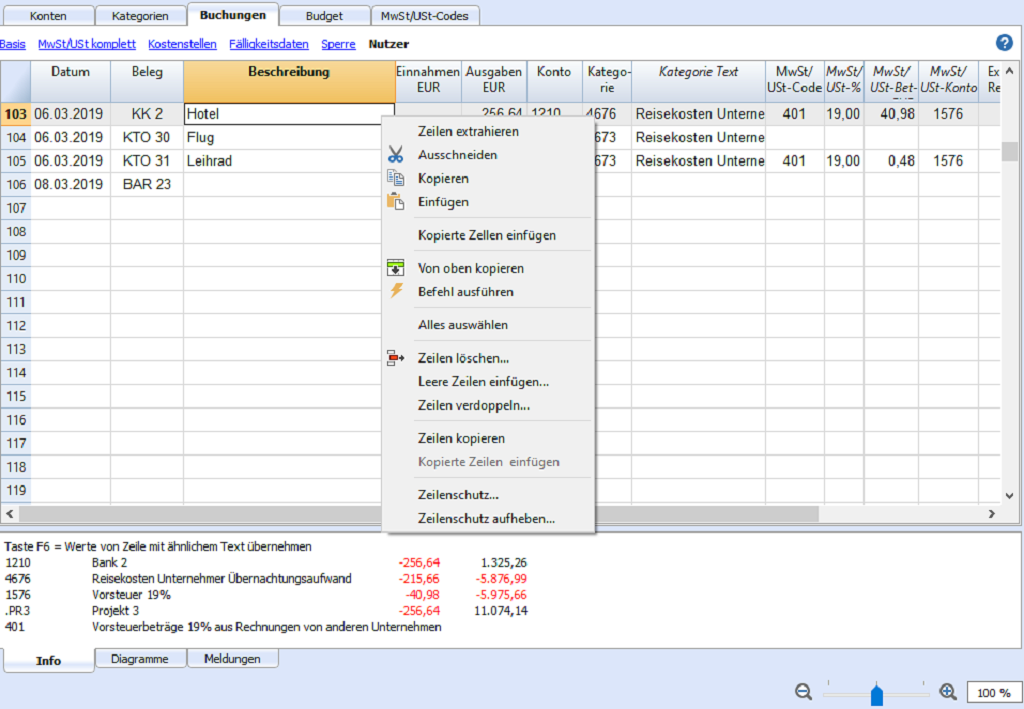 Konten Kategorien Buchungen Budget MwSt/USt-Codes
Basis MwSt/USt komplett Kostenstellen Fälligkeitsdaten Sperre Nutzer
Datum Beleg Beschreibung Einnahmen EUR Ausgaben EUR Konto Katego-rie Kategorie Text MwSt/ USt-Code MwSt/ USt-% MwSt/ USt-Bet- MwSt/ USt-Konto Ex Re
103 06.03.2019 KK 2 Hotel 256,64 1210 4676 Reisekosten Unterne 401 19,00 40,98 1576
104 06.03.2019 KTO 30 Flug 673 Reisekosten Unterne
105 06.03.2019 KTO 31 Leihrad 673 Reisekosten Unterne 401 19,00 0,48 1576
106 08.03.2019 BAR 23
107
108
109
110
111
112
113
114
115
116
117
118
119
Zeilen extrahieren
Ausschneiden
Kopieren
Einfügen
Kopierte Zellen einfügen
Von oben kopieren
Befehl ausführen
Alles auswählen
Zeilen löschen...
Leere Zeilen einfügen...
Zeilen verdoppeln...
Zeilen kopieren
Kopierte Zeilen einfügen
Zeilenschutz...
Zeilenschutz aufheben...
Taste F6 = Werte von Zeile mit ähnlichem Text übernehmen
1210 Bank 2 -256,64 1.325,26
4676 Reisekosten Unternehmer Übernachtungsaufwand -215,66 -5.876,99
1576 Vorsteuer 19% -40,98 -5.975,66
.PR3 Projekt 3 -256,64 11.074,14
401 Vorsteuerbeträge 19% aus Rechnungen von anderen Unternehmen
Info Diagramme Meldungen
100 %